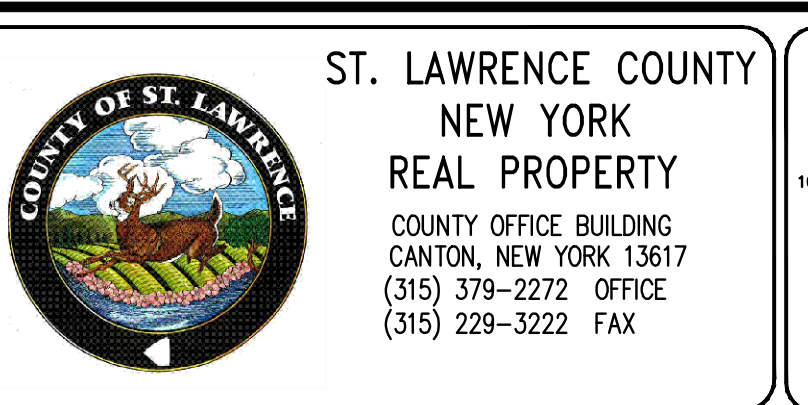 COUNTY OF ST. LAWRENCE
ST. LAWRENCE COUNTY
NEW YORK
REAL PROPERTY
COUNTY OFFICE BUILDING
CANTON, NEW YORK 13617
(315) 379-2272 OFFICE
(315) 229-3222 FAX